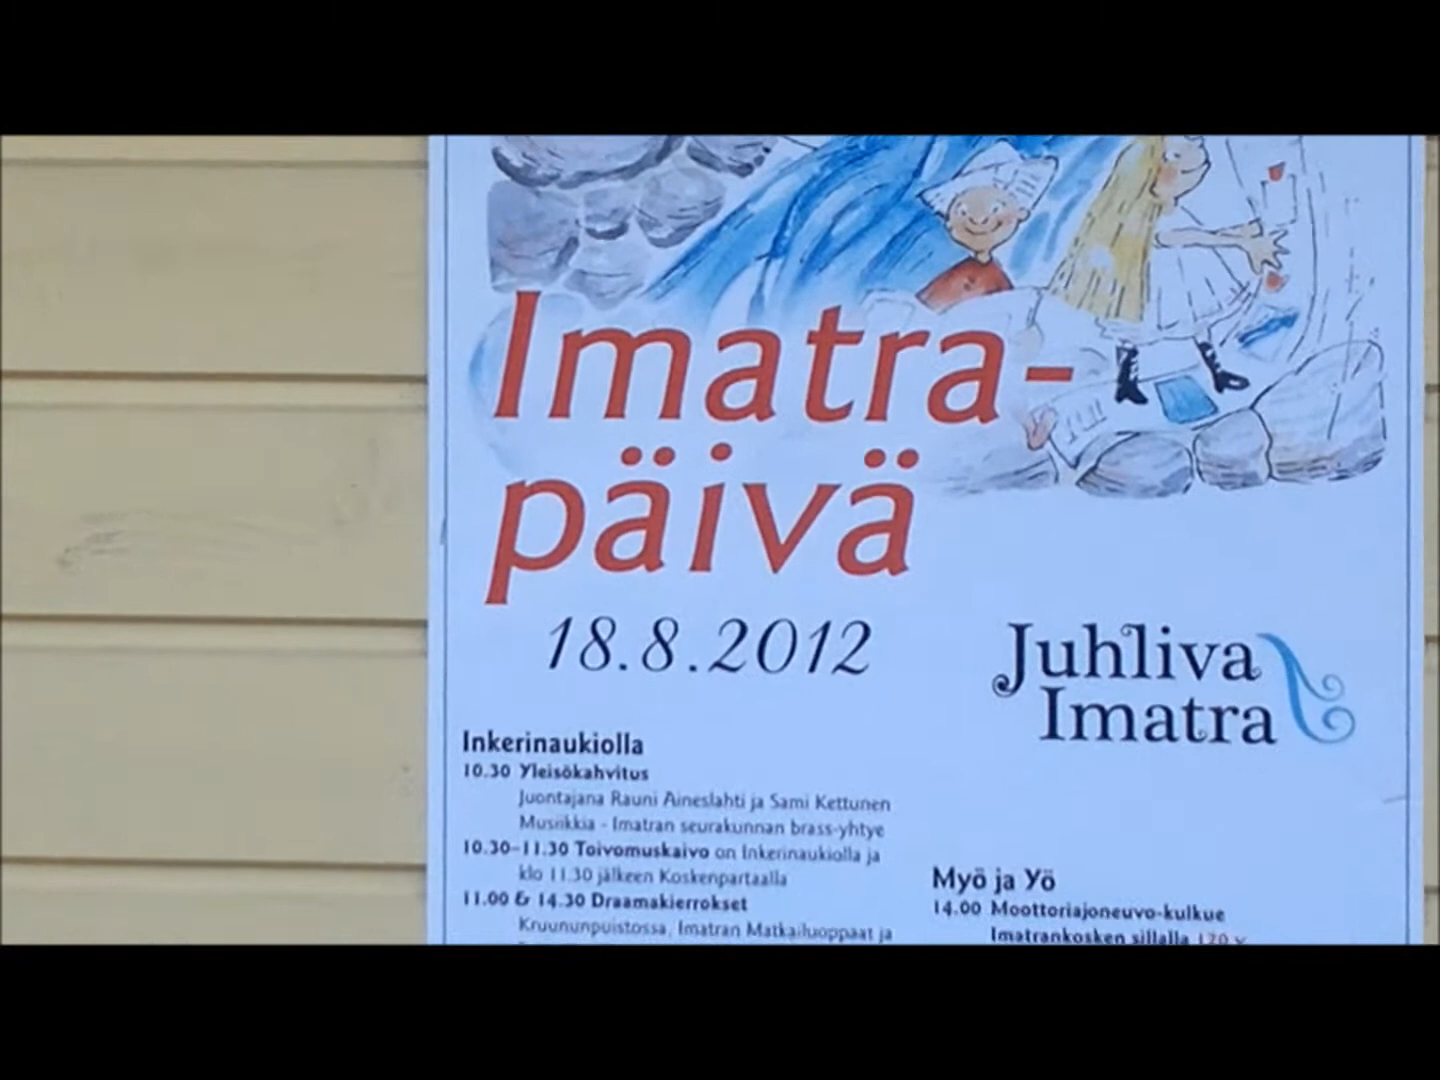 Imatra-
päivä
18.8.2012
Juhliva
Imatra
Inkerinaukiolla
10.30 Yleisökahvitus
Juontajana Rauni Aineslahti ja Sami Kettunen
Musiikkia - Imatran seurakunnan brass-yhtye
10.30-11.30 Toivomuskaivo on Inkerinaukiolla ja
klo 11.30 jälkeen Koskenpartaalla
11.00 & 14.30 Draamakierrokset
Kruununpuistossa, Imatran Matkailuoppaat ja
Myö ja Yö
14.00 Moottoriajoneuvo-kulkue
Imatrankosken sillalla 120 v